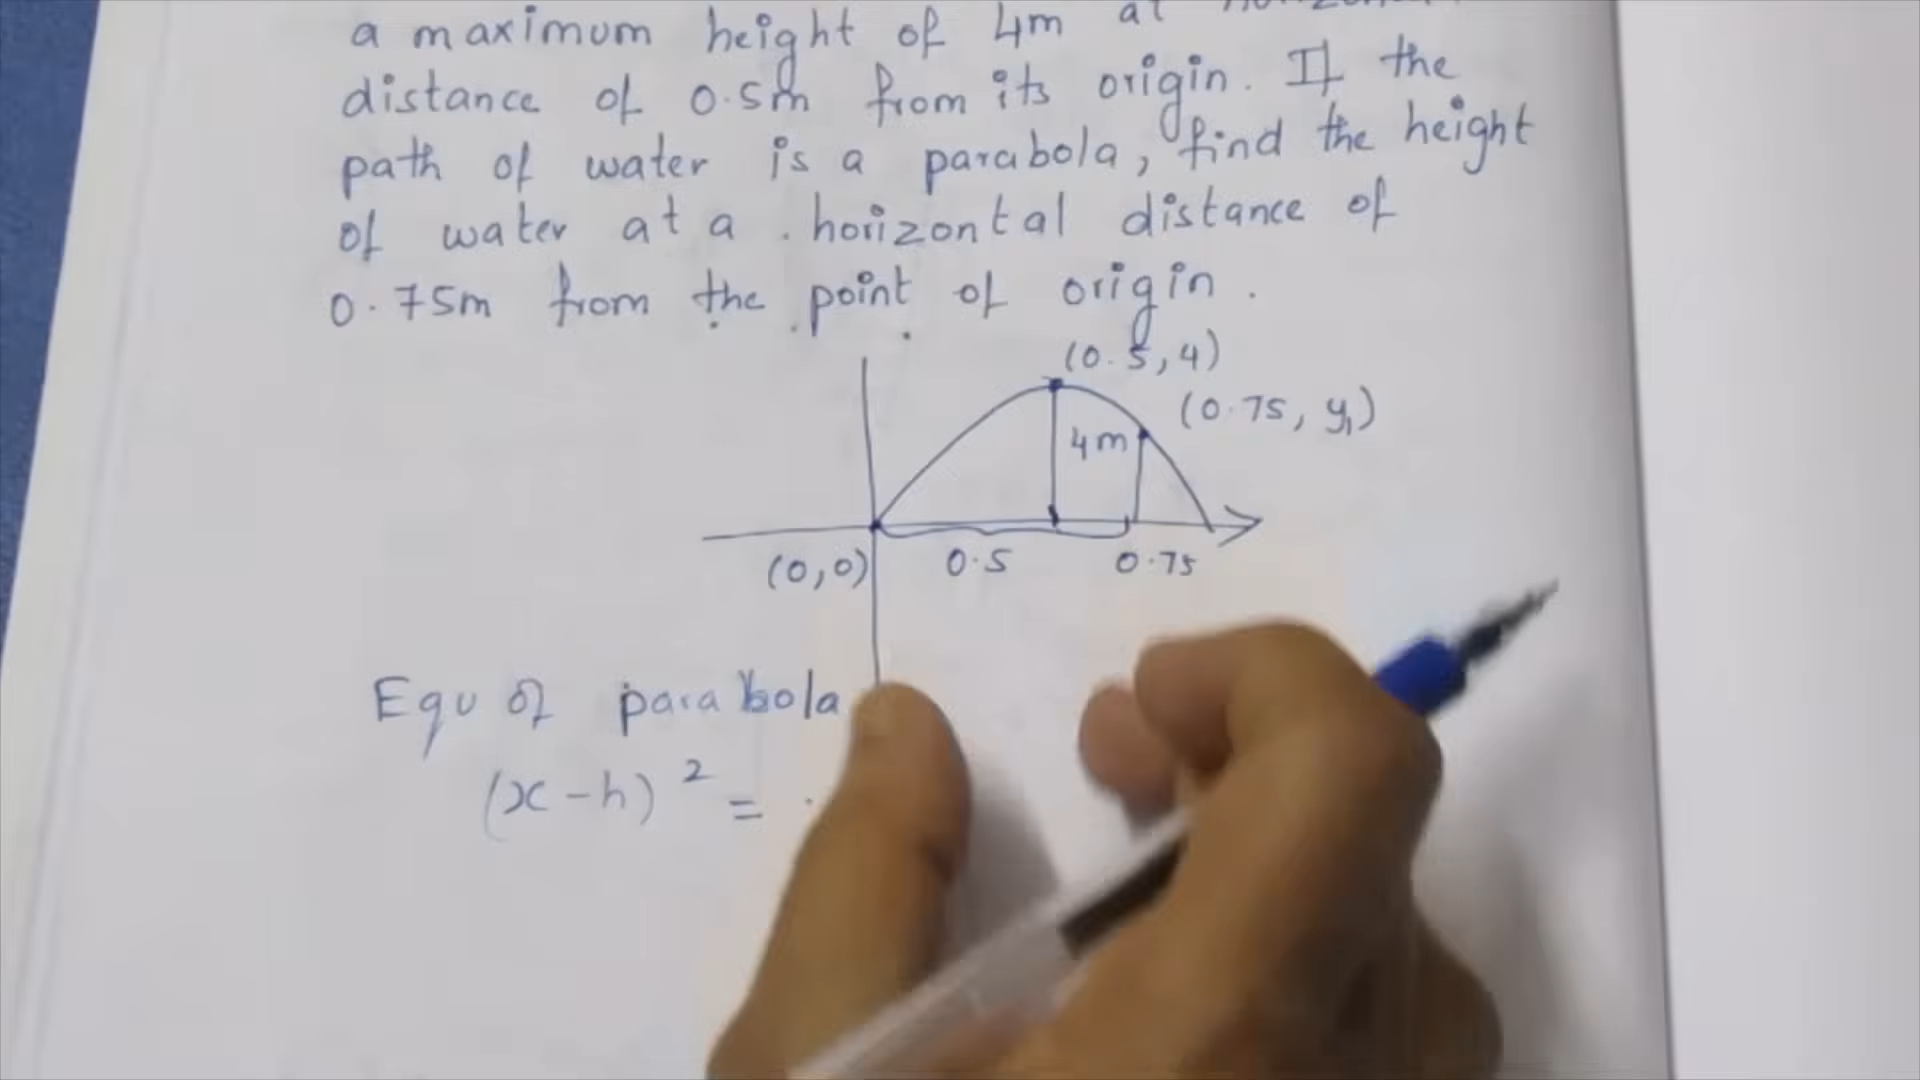 a maximum height of 4m at
distance of 0.5m from its origin. If the
path of water is a parabola, find the height
of water at a horizontal distance of
0.75m from the point of origin.
(0.5, 4)
(0.75, y₁)
4m
(0,0)
0.5
0.75
Equ of parabola
(x-h)² =